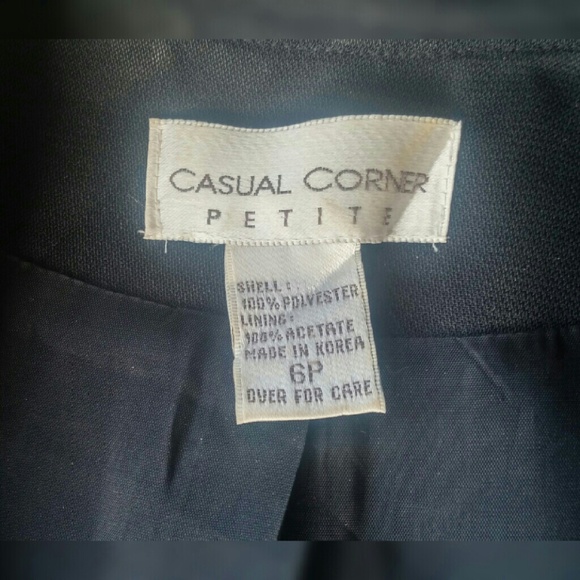 CASUAL CORNER
PETITE
SHELL:
100% POLYESTER
LINING:
100% ACETATE
MADE IN KOREA
6P
OVER FOR CARE